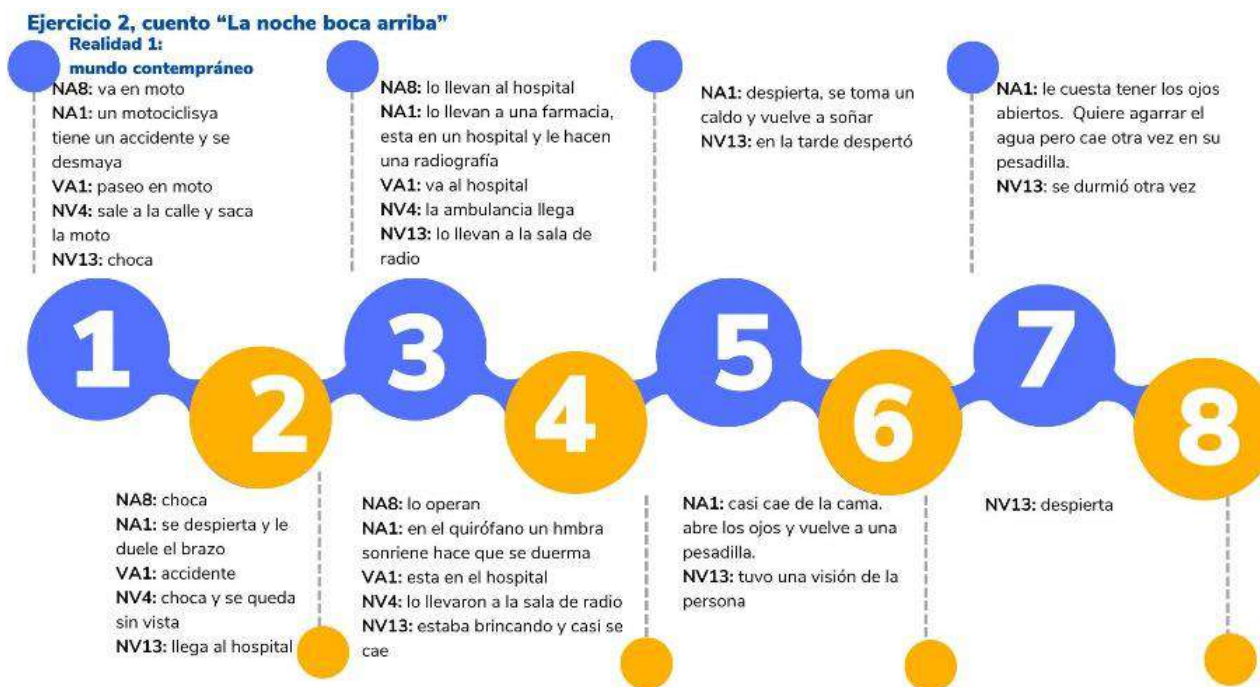 Ejercicio 2, cuento “La noche boca arriba”
Realidad 1:
mundo contempráneo
NA8: va en moto
NA1: un motociclisya
tiene un accidente y se
desmaya
VA1: paseo en moto
NV4: sale a la calle y saca
la moto
NV13: choca
NA8: lo llevan al hospital
NA1: lo llevan a una farmacia,
esta en un hospital y le hacen
una radiografía
VA1: va al hospital
NV4: la ambulancia llega
NV13: lo llevan a la sala de
radio
NA1: despierta, se toma un
caldo y vuelve a soñar
NV13: en la tarde despertó
NA1: le cuesta tener los ojos
abiertos. Quiere agarrar el
agua pero cae otra vez en su
pesadilla.
NV13: se durmió otra vez
1
2
3
4
5
6
7
8
NA8: choca
NA1: se despierta y le
duele el brazo
VA1: accidente
NV4: choca y se queda
sin vista
NV13: llega al hospital
NA8: lo operan
NA1: en el quirófano un hmbra
sonriene hace que se duerma
VA1: esta en el hospital
NV4: lo llevaron a la sala de radio
NV13: estaba brincando y casi se
cae
NA1: casi cae de la cama.
abre los ojos y vuelve a una
pesadilla.
NV13: tuvo una visión de la
persona
NV13: despierta